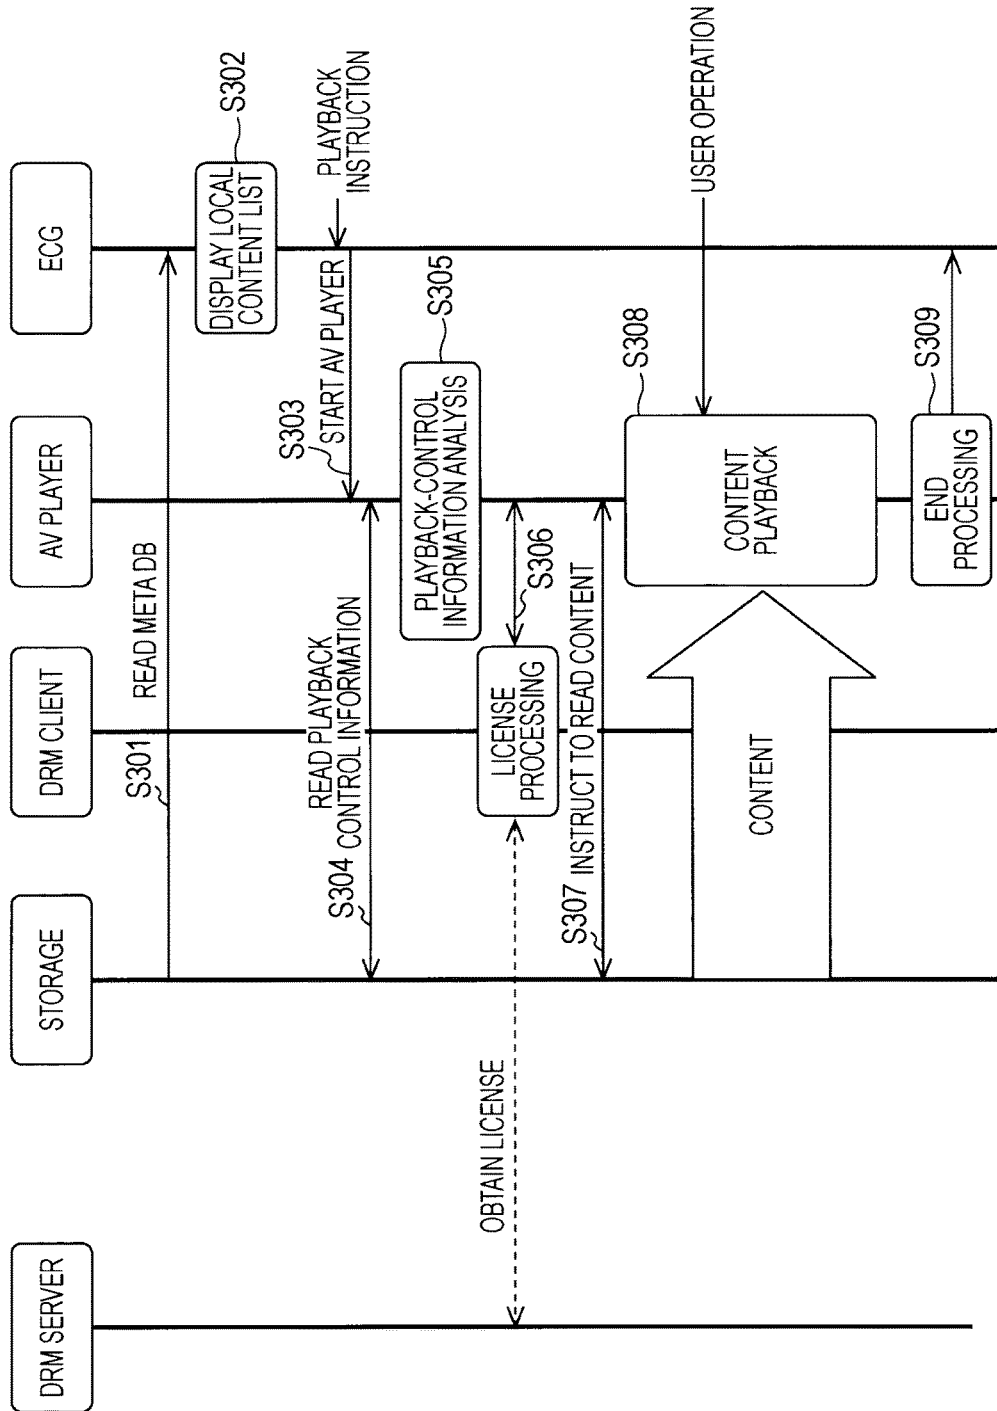 DRM SERVER
STORAGE
DRM CLIENT
AV PLAYER
ECG
S301
READ META DB
DISPLAY LOCAL
CONTENT LIST
S302
PLAYBACK
INSTRUCTION
S303
START AV PLAYER
S304
READ PLAYBACK
CONTROL INFORMATION
PLAYBACK-CONTROL
INFORMATION ANALYSIS
S305
OBTAIN LICENSE
LICENSE
PROCESSING
S306
S307
INSTRUCT TO READ CONTENT
CONTENT
CONTENT
PLAYBACK
S308
USER OPERATION
END
PROCESSING
S309